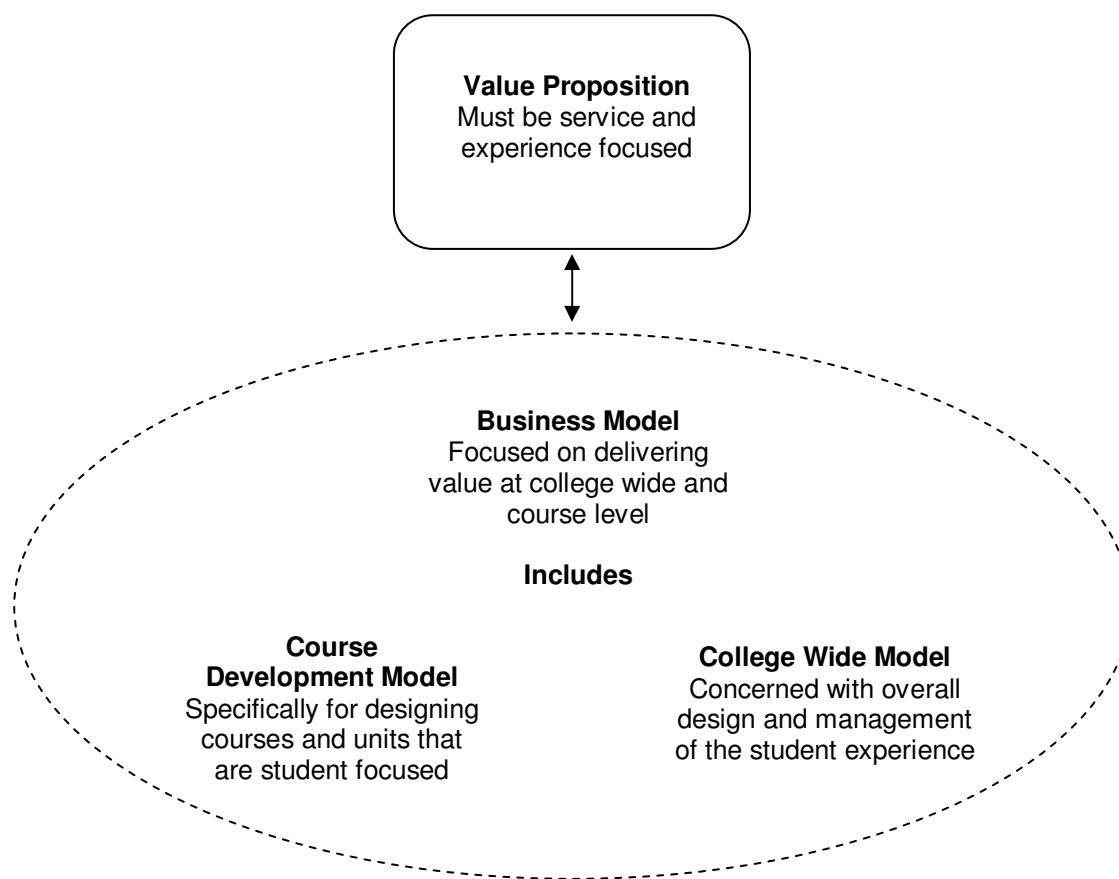 Value Proposition
Must be service and
experience focused
Business Model
Focused on delivering
value at college wide and
course level
Includes
Course
Development Model
Specifically for designing
courses and units that
are student focused
College Wide Model
Concerned with overall
design and management
of the student experience